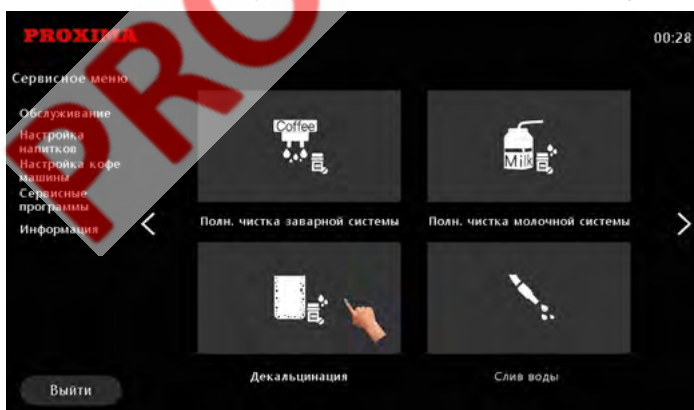 PROXIMA
00:28
Сервисное меню
Обслуживание
Настройка
напитков
Настройка кофе
машины
Сервисные
программы
Информация
Coffee
Milk
Полн. чистка заварной системы
Полн. чистка молочной системы
Декальцинация
Слив воды
Выйти
PRO